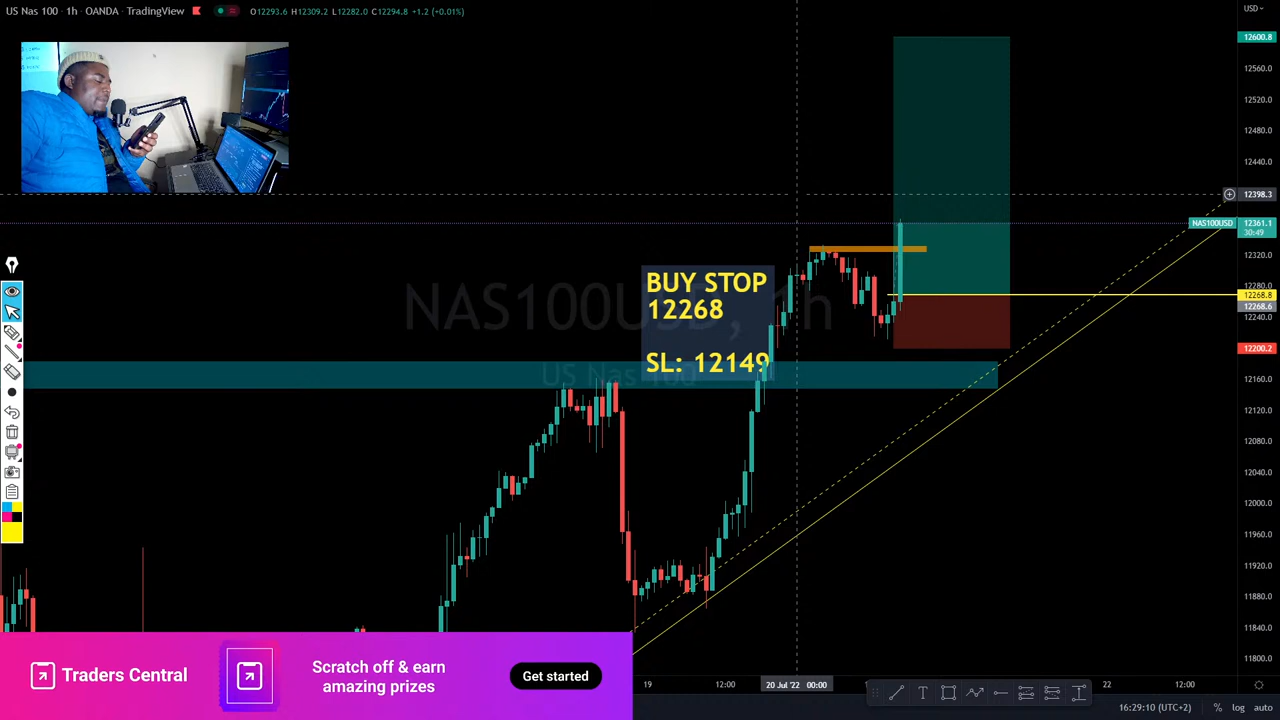 US Nas 100 · 1h · OANDA · TradingView
O12293.6 H12309.2 L12282.0 C12294.8 +1.2 (+0.01%)
USD
12600.8
12560.0
12520.0
12480.0
12440.0
12398.3
NAS100USD 12361.1
30:49
12320.0
12280.0
12268.8
12268.6
12240.0
12200.2
12160.0
12120.0
12080.0
12040.0
12000.0
11960.0
11920.0
11880.0
11840.0
11800.0
NAS100USD, 1h
US Nas 100
BUY STOP
12268
SL: 12149
Traders Central
Scratch off & earn
amazing prizes
Get started
19
12:00
20 Jul '22 00:00
22
12:00
16:29:10 (UTC+2)
%
log
auto